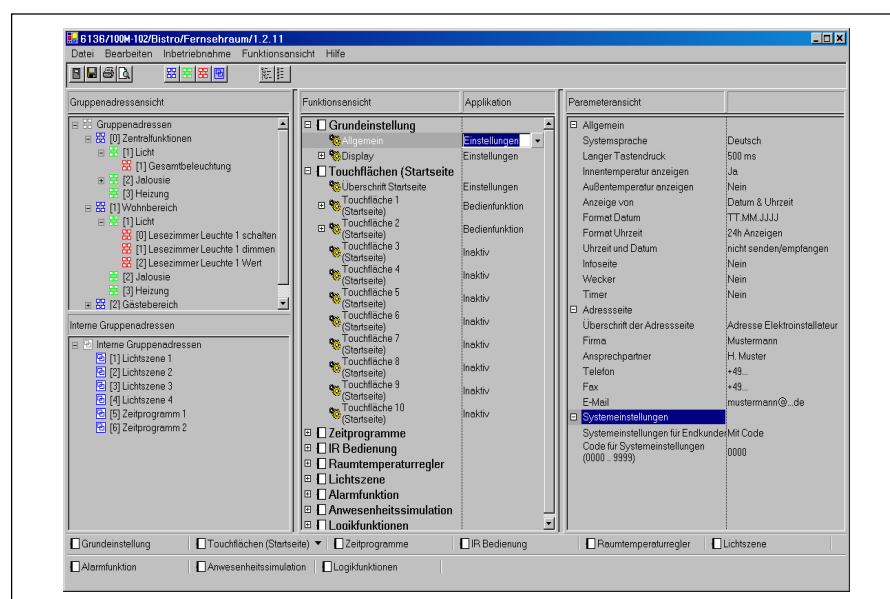 6136/100M-102/Bistro/Fernsehraum/1.2.11
Datei Bearbeiten Inbetriebnahme Funktionsansicht Hilfe
Gruppenadressansicht
Gruppenadressen
[0] Zentralfunktionen
[1] Licht
[1] Gesamtbeleuchtung
[2] Jalousie
[3] Heizung
[1] Wohnbereich
[1] Licht
[0] Lesezimmer Leuchte 1 schalten
[1] Lesezimmer Leuchte 1 dimmen
[2] Lesezimmer Leuchte 1 Wert
[2] Jalousie
[3] Heizung
[2] Gästebereich
Interne Gruppenadressen
Interne Gruppenadressen
[1] Lichtszene 1
[2] Lichtszene 2
[3] Lichtszene 3
[4] Lichtszene 4
[5] Zeitprogramm 1
[6] Zeitprogramm 2
Funktionsansicht Applikation
Grundeinstellung
Allgemein Einstellungen
Display Einstellungen
Touchflächen (Startseite
Überschrift Startseite Einstellungen
Touchfläche 1
(Startseite) Bedienfunktion
Touchfläche 2
(Startseite) Bedienfunktion
Touchfläche 3
(Startseite) Inaktiv
Touchfläche 4
(Startseite) Inaktiv
Touchfläche 5
(Startseite) Inaktiv
Touchfläche 6
(Startseite) Inaktiv
Touchfläche 7
(Startseite) Inaktiv
Touchfläche 8
(Startseite) Inaktiv
Touchfläche 9
(Startseite) Inaktiv
Touchfläche 10
(Startseite) Inaktiv
Zeitprogramme
IR Bedienung
Raumtemperaturregler
Lichtszene
Alarmfunktion
Anwesenheitssimulation
Logikfunktionen
Parameteransicht
Allgemein
Systemsprache Deutsch
Langer Tastendruck 500 ms
Innentemperatur anzeigen Ja
Außentemperatur anzeigen Nein
Anzeige von Datum & Uhrzeit
Format Datum TT.MM.JJJJ
Format Uhrzeit 24h Anzeigen
Uhrzeit und Datum nicht senden/empfangen
Infoseite Nein
Wecker Nein
Timer Nein
Adressseite
Überschrift der Adressseite Adresse Elektroinstallateur
Firma Mustermann
Ansprechpartner H. Muster
Telefon +49...
Fax +49...
E-Mail mustermann@...de
Systemeinstellungen
Systemeinstellungen für Endkunden Mit Code
Code für Systemeinstellungen
(0000 .. 9999) 0000
Grundeinstellung Touchflächen (Startseite) Zeitprogramme IR Bedienung Raumtemperaturregler Lichtszene
Alarmfunktion Anwesenheitssimulation Logikfunktionen